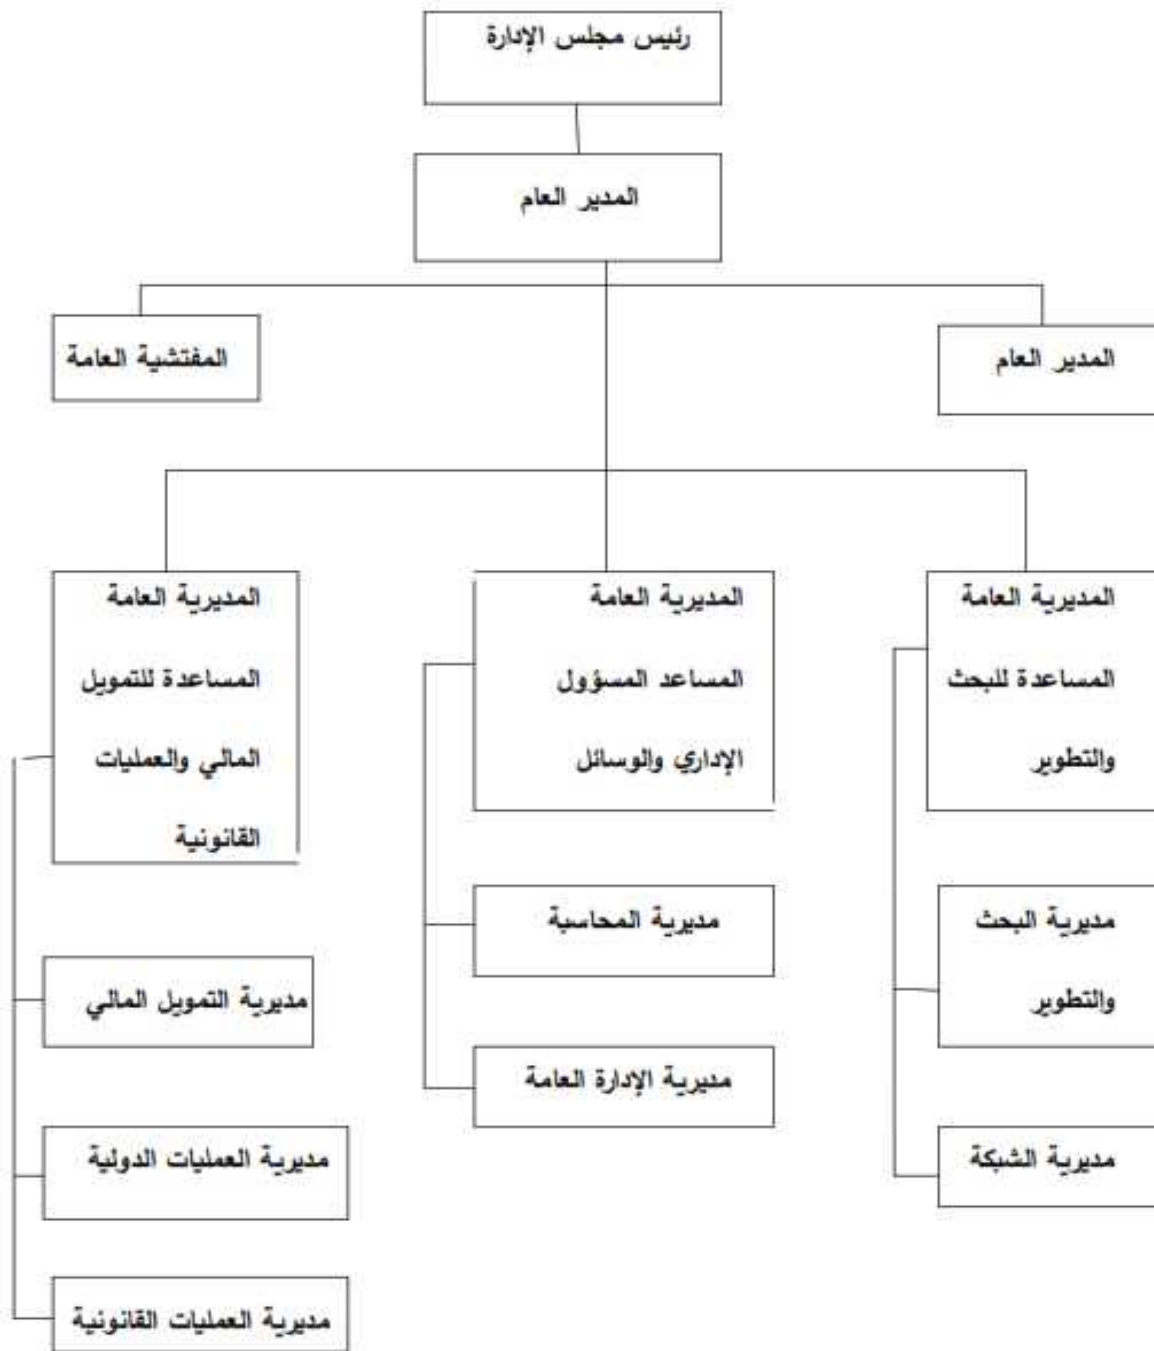 رئيس مجلس الإدارة
المدير العام
المدير العام
المفتشية العامة
المديرية العامة
المساعدة للبحث
والتطوير
المديرية العامة
المساعد المسؤول
الإداري والوسائل
المديرية العامة
المساعدة للتمويل
المالي والعمليات
القانونية
مديرية البحث
والتطوير
مديرية الشبكة
مديرية المحاسبة
مديرية الإدارة العامة
مديرية التمويل المالي
مديرية العمليات الدولية
مديرية العمليات القانونية